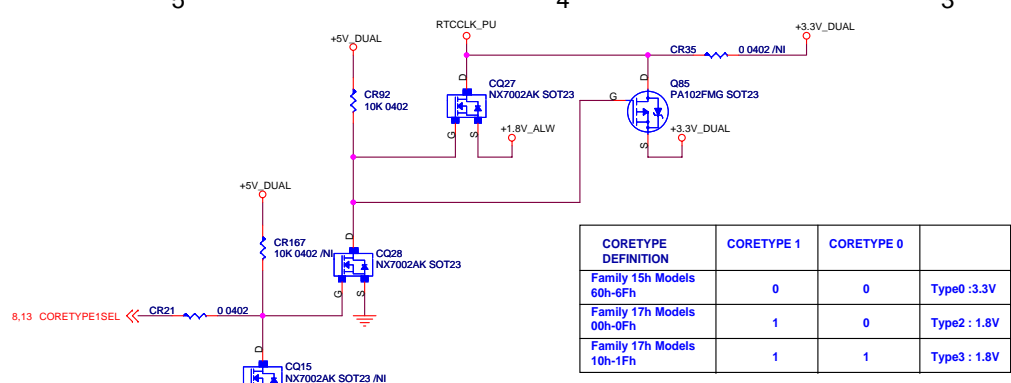 5
4
3
RTCCLK_PU
+3.3V_DUAL
+5V_DUAL
CR35
0 0402 /NI
D
CQ27
NX7002AK SOT23
D
Q85
PA102FMG SOT23
CR92
10K 0402
G
G
S
+1.8V_ALW
+3.3V_DUAL
S
+5V_DUAL
CR167
10K 0402 /NI
D
CQ28
NX7002AK SOT23
G
S
8,13 CORETYPE1SEL
CR21
0 0402
D
CQ15
NX7002AK SOT23 /NI
CORETYPE DEFINITION CORETYPE 1 CORETYPE 0
Family 15h Models 60h-6Fh 0 0 Type0 :3.3V
Family 17h Models 00h-0Fh 1 0 Type2 : 1.8V
Family 17h Models 10h-1Fh 1 1 Type3 : 1.8V